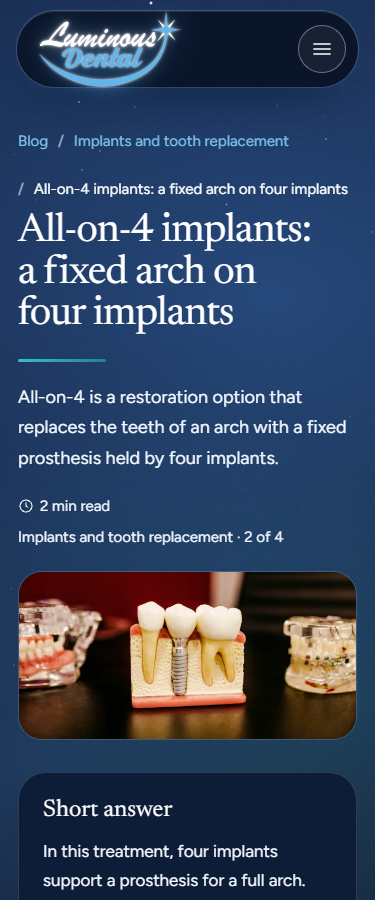 Luminous
Dental
Blog / Implants and tooth replacement
/ All-on-4 implants: a fixed arch on four implants
All-on-4 implants:
a fixed arch on
four implants
All-on-4 is a restoration option that
replaces the teeth of an arch with a fixed
prosthesis held by four implants.
2 min read
Implants and tooth replacement · 2 of 4
Short answer
In this treatment, four implants
support a prosthesis for a full arch.